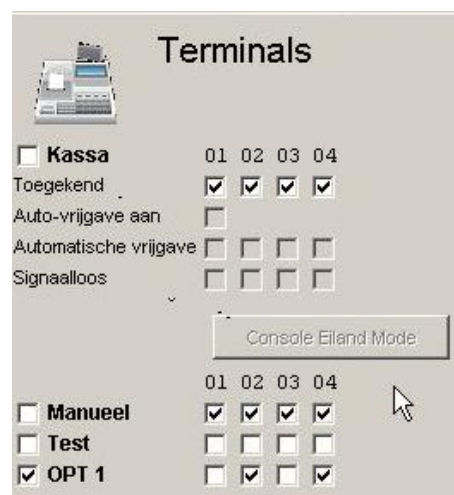 Terminals
Kassa 01 02 03 04
Toegekend
Auto-vrijgave aan
Automatische vrijgave
Signaalloos
Console Eiland Mode
01 02 03 04
Manueel
Test
OPT 1